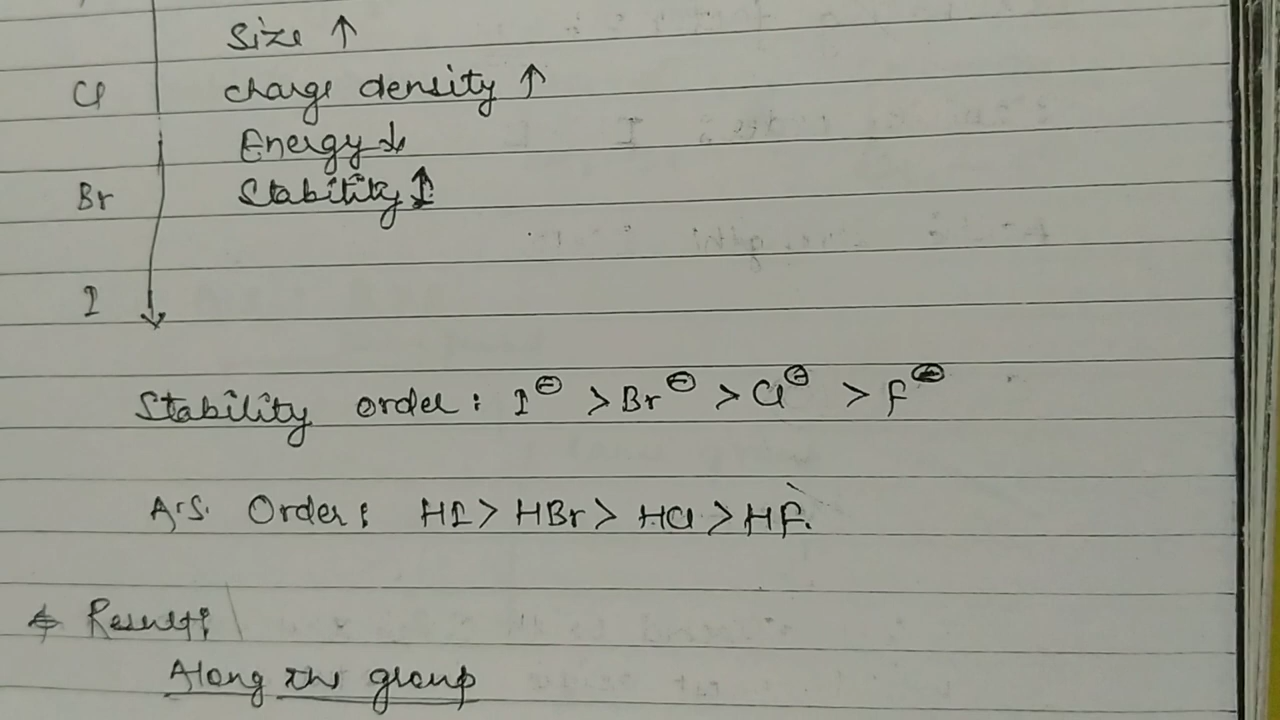 Size ↑
Cl charge density ↑
Energy ↓
Br Stability ↑
I
Stability order : I⊖ > Br⊖ > Cl⊖ > F⊖
A.S. Order : HI > HBr > HCl > HF.
Result :
Along the group